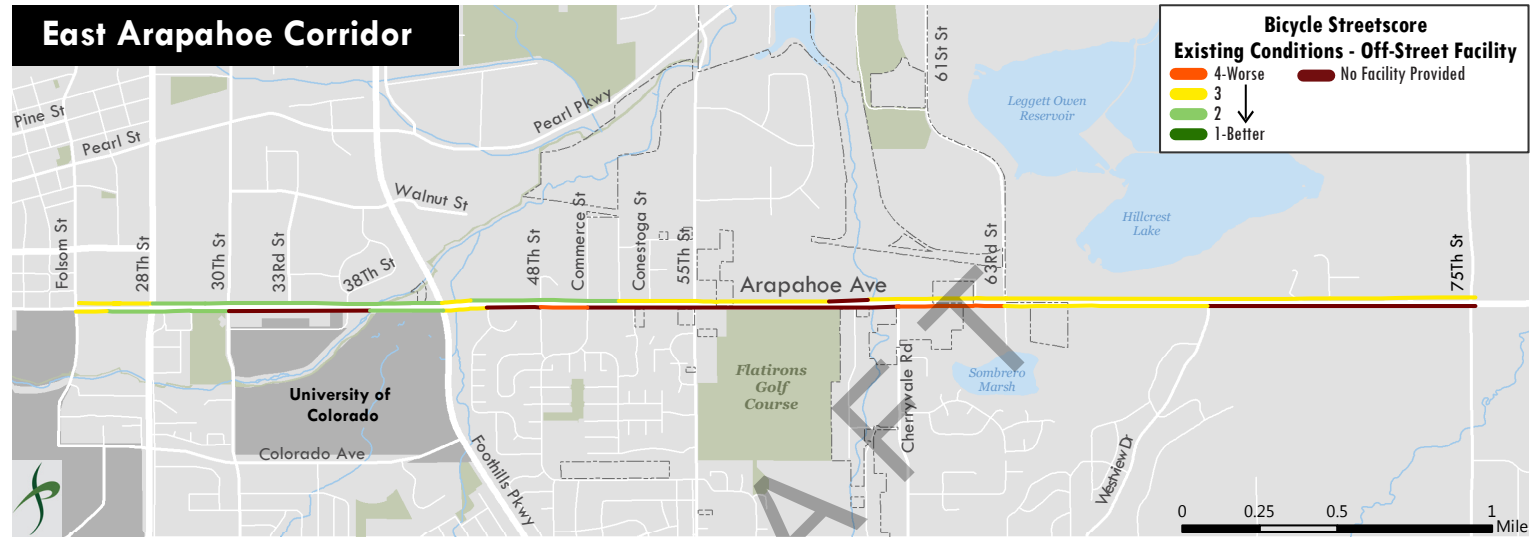 East Arapahoe Corridor
Bicycle Streetscore
Existing Conditions - Off-Street Facility
4-Worse
No Facility Provided
3
2
1-Better
Pine St
Pearl St
Pearl Pkwy
61St St
Leggett Owen
Reservoir
Walnut St
Hillcrest
Lake
Folsom St
28Th St
30Th St
33Rd St
38Th St
48Th St
Commerce St
Conestoga St
55Th St
Arapahoe Ave
63Rd St
75Th St
University of
Colorado
Flatirons
Golf
Course
Cherryvale Rd
Sombrero
Marsh
Colorado Ave
Foothills Pkwy
Westview Dr
A F T
0 0.25 0.5 1
Mile